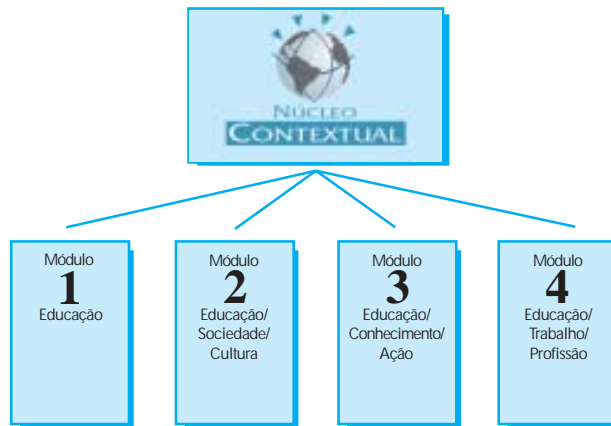 NÚCLEO
CONTEXTUAL
Módulo
1
Educação
Módulo
2
Educação/
Sociedade/
Cultura
Módulo
3
Educação/
Conhecimento/
Ação
Módulo
4
Educação/
Trabalho/
Profissão